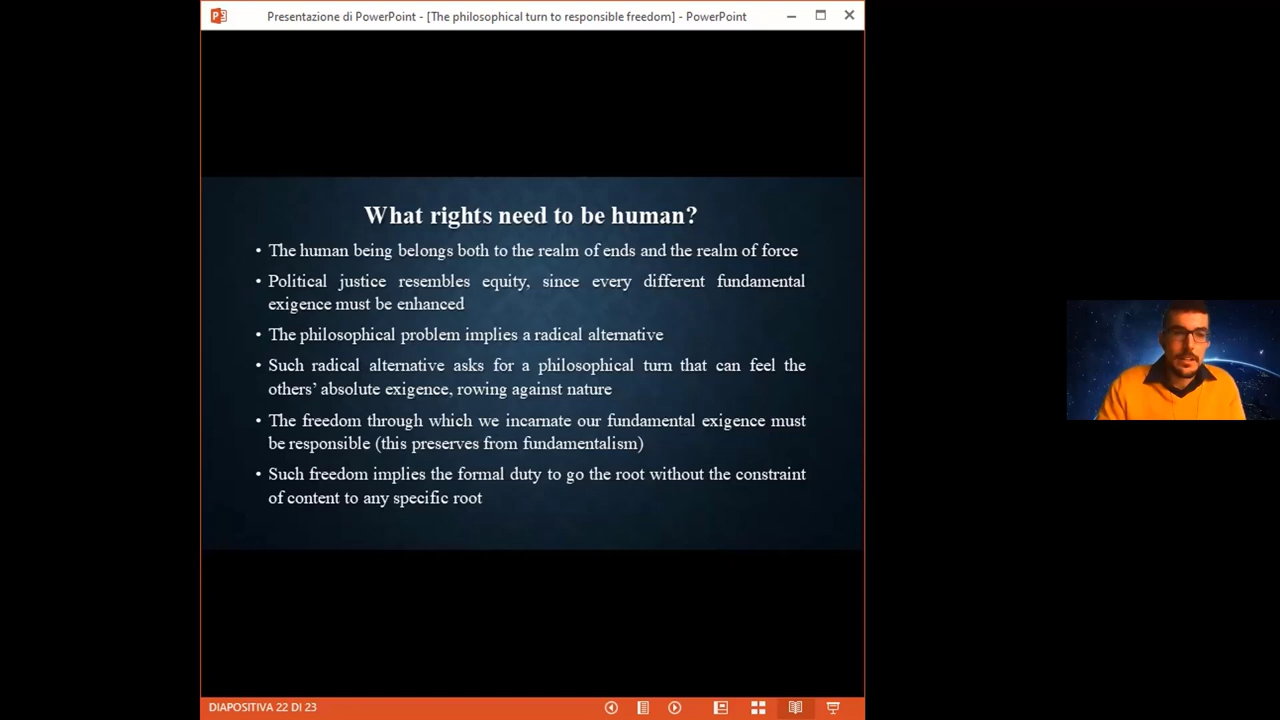 Presentazione di PowerPoint - [The philosophical turn to responsible freedom] - PowerPoint
What rights need to be human?
• The human being belongs both to the realm of ends and the realm of force
• Political justice resembles equity, since every different fundamental
exigence must be enhanced
• The philosophical problem implies a radical alternative
• Such radical alternative asks for a philosophical turn that can feel the
others' absolute exigence, rowing against nature
• The freedom through which we incarnate our fundamental exigence must
be responsible (this preserves from fundamentalism)
• Such freedom implies the formal duty to go the root without the constraint
of content to any specific root
DIAPOSITIVA 22 DI 23